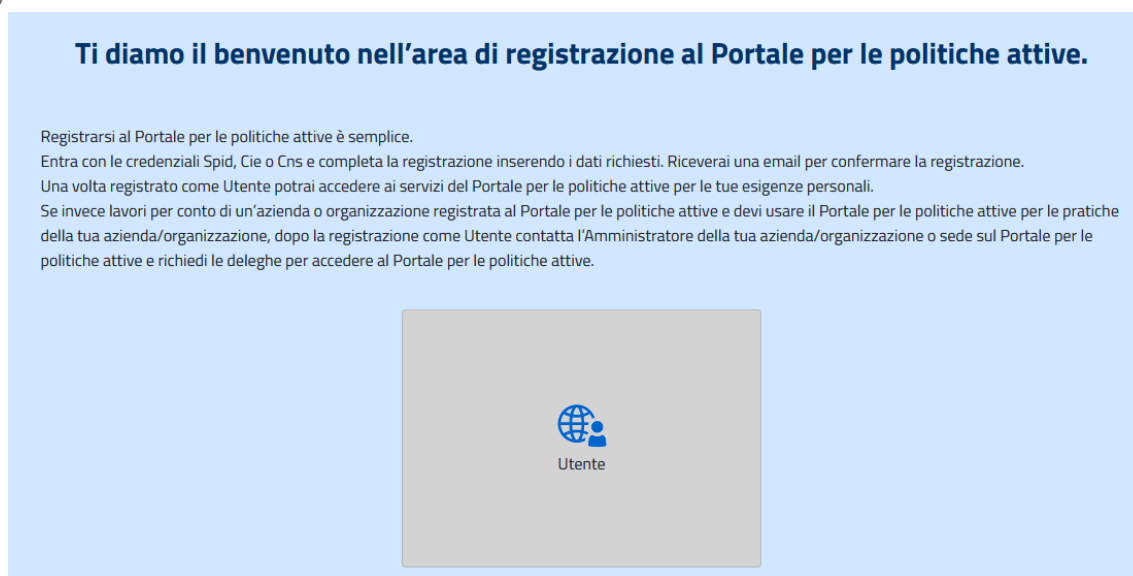 Ti diamo il benvenuto nell’area di registrazione al Portale per le politiche attive.
Registrarsi al Portale per le politiche attive è semplice.
Entra con le credenziali Spid, Cie o Cns e completa la registrazione inserendo i dati richiesti. Riceverai una email per confermare la registrazione.
Una volta registrato come Utente potrai accedere ai servizi del Portale per le politiche attive per le tue esigenze personali.
Se invece lavori per conto di un’azienda o organizzazione registrata al Portale per le politiche attive e devi usare il Portale per le politiche attive per le pratiche
della tua azienda/organizzazione, dopo la registrazione come Utente contatta l’Amministratore della tua azienda/organizzazione o sede sul Portale per le
politiche attive e richiedi le deleghe per accedere al Portale per le politiche attive.
Utente